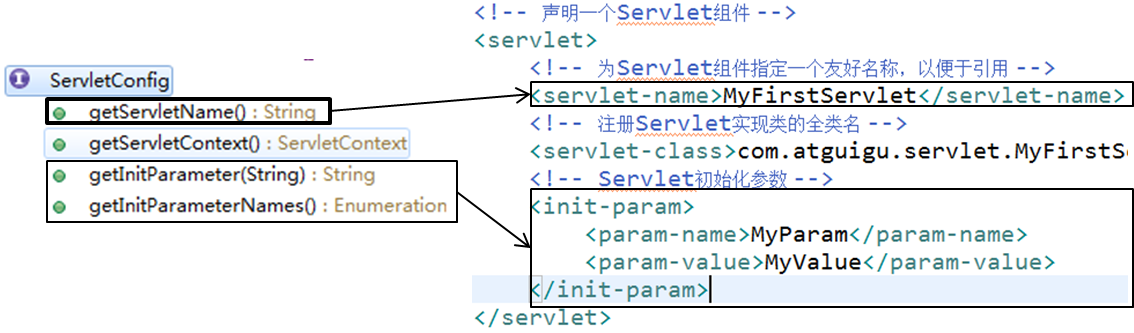 ServletConfig
getServletName() : String
getServletContext() : ServletContext
getInitParameter(String) : String
getInitParameterNames() : Enumeration
<!-- 声明一个Servlet组件 -->
<servlet>
<!-- 为Servlet组件指定一个友好名称，以便于引用 -->
<servlet-name>MyFirstServlet</servlet-name>
<!-- 注册Servlet实现类的全类名 -->
<servlet-class>com.atguigu.servlet.MyFirstS
<!-- Servlet初始化参数 -->
<init-param>
<param-name>MyParam</param-name>
<param-value>MyValue</param-value>
</init-param>
</servlet>